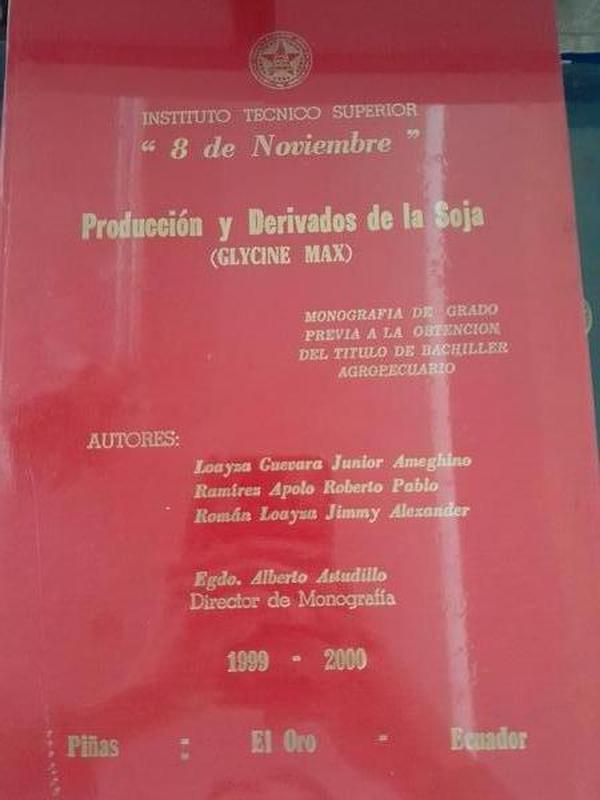 INSTITUTO TECNICO SUPERIOR
“ 8 de Noviembre ”
Producción y Derivados de la Soja
(GLYCINE MAX)
MONOGRAFIA DE GRADO
PREVIA A LA OBTENCION
DEL TITULO DE BACHILLER
AGROPECUARIO
AUTORES:
Loayza Guevara Junior Ameghino
Ramírez Apolo Roberto Pablo
Román Loayza Jimmy Alexander
Egdo. Alberto Astudillo
Director de Monografía
1999 - 2000
Piñas - El Oro - Ecuador